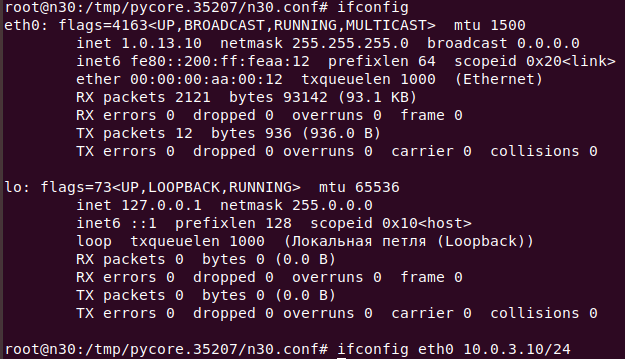 root@n30:/tmp/pycore.35207/n30.conf# ifconfig
eth0: flags=4163<UP,BROADCAST,RUNNING,MULTICAST>  mtu 1500
        inet 1.0.13.10  netmask 255.255.255.0  broadcast 0.0.0.0
        inet6 fe80::200:ff:feaa:12  prefixlen 64  scopeid 0x20<link>
        ether 00:00:00:aa:00:12  txqueuelen 1000  (Ethernet)
        RX packets 2121  bytes 93142 (93.1 KB)
        RX errors 0  dropped 0  overruns 0  frame 0
        TX packets 12  bytes 936 (936.0 B)
        TX errors 0  dropped 0 overruns 0  carrier 0  collisions 0
lo: flags=73<UP,LOOPBACK,RUNNING>  mtu 65536
        inet 127.0.0.1  netmask 255.0.0.0
        inet6 ::1  prefixlen 128  scopeid 0x10<host>
        loop  txqueuelen 1000  (Локальная петля (Loopback))
        RX packets 0  bytes 0 (0.0 B)
        RX errors 0  dropped 0  overruns 0  frame 0
        TX packets 0  bytes 0 (0.0 B)
        TX errors 0  dropped 0 overruns 0  carrier 0  collisions 0
root@n30:/tmp/pycore.35207/n30.conf# ifconfig eth0 10.0.3.10/24